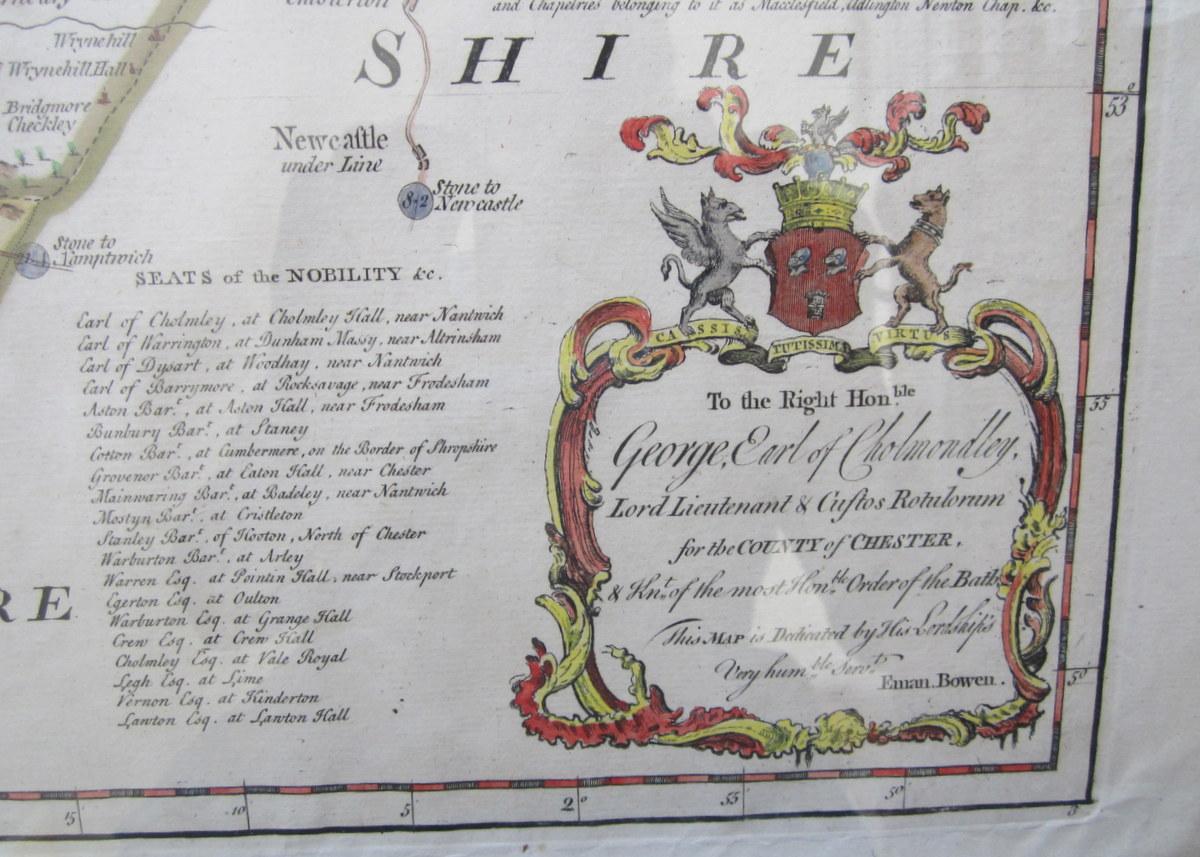 and Chapelries belonging to it as Macclesfield, Adlington Newton Chap. &c.
Wrynehill
Wrynehill Hall
Bridgmore
Checkley
SHIRE
53
Newcastle
under Line
8,2
Stone to
Newcastle
Stone to
Namptwich
SEATS of the NOBILITY &c.
Earl of Cholmley, at Cholmley Hall, near Nantwich
Earl of Warrington, at Dunham Massy, near Altrinsham
Earl of Dysart, at Woodhay, near Nantwich
Earl of Barrymore, at Rocksavage, near Frodesham
Aston Bar.t, at Aston Hall, near Frodesham
Bunbury Bar.t, at Staney
Cotton Bar.t, at Cumbermere, on the Border of Shropshire
Grovenor Bar.t, at Eaton Hall, near Chester
Mainwaring Bar.t, at Badeley, near Nantwich
Mostyn Bar.t, at Cristleton
Stanley Bar.t, of Hooton, North of Chester
Warburton Bar.t, at Arley
Warren Esq. at Pointin Hall, near Stockport
Egerton Esq. at Oulton
Warburton Esq. at Grange Hall
Crew Esq. at Crew Hall
Cholmley Esq. at Vale Royal
Legh Esq. at Lime
Vernon Esq. at Kinderton
Lawton Esq. at Lawton Hall
RE
CASSIS TUTISSIMA VIRTUS
To the Right Hon.ble
George, Earl of Cholmondley,
Lord Lieutenant & Custos Rotulorum
for the COUNTY of CHESTER,
& Kn.t of the most Hon.ble Order of the Bath,
This MAP is Dedicated by His Lordship's
Very hum.ble Serv.t
Eman. Bowen.
55
50
15
10
5
2°
55
50